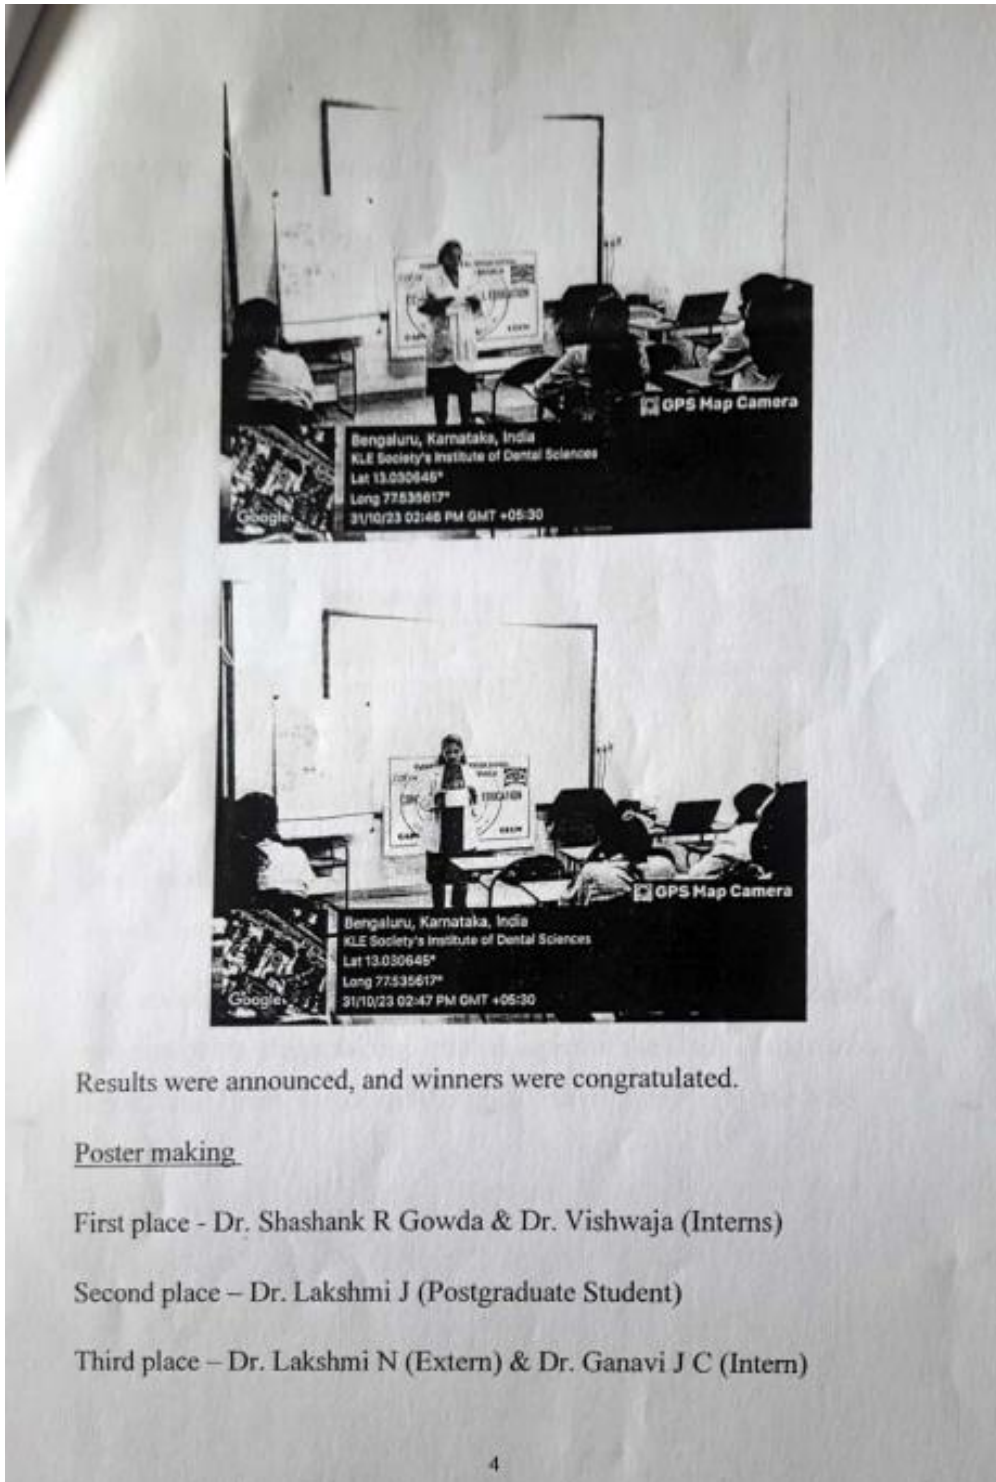 EDUCATION
GPS Map Camera
Bengaluru, Karnataka, India
KLE Society's Institute of Dental Sciences
Lat 13.030645°
Long 77.535617°
31/10/23 02:46 PM GMT +05:30
Google
EDUCATION
GPS Map Camera
Bengaluru, Karnataka, India
KLE Society's Institute of Dental Sciences
Lat 13.030645°
Long 77.535617°
31/10/23 02:47 PM GMT +05:30
Google
Results were announced, and winners were congratulated.
Poster making
First place - Dr. Shashank R Gowda & Dr. Vishwaja (Interns)
Second place – Dr. Lakshmi J (Postgraduate Student)
Third place – Dr. Lakshmi N (Extern) & Dr. Ganavi J C (Intern)
4